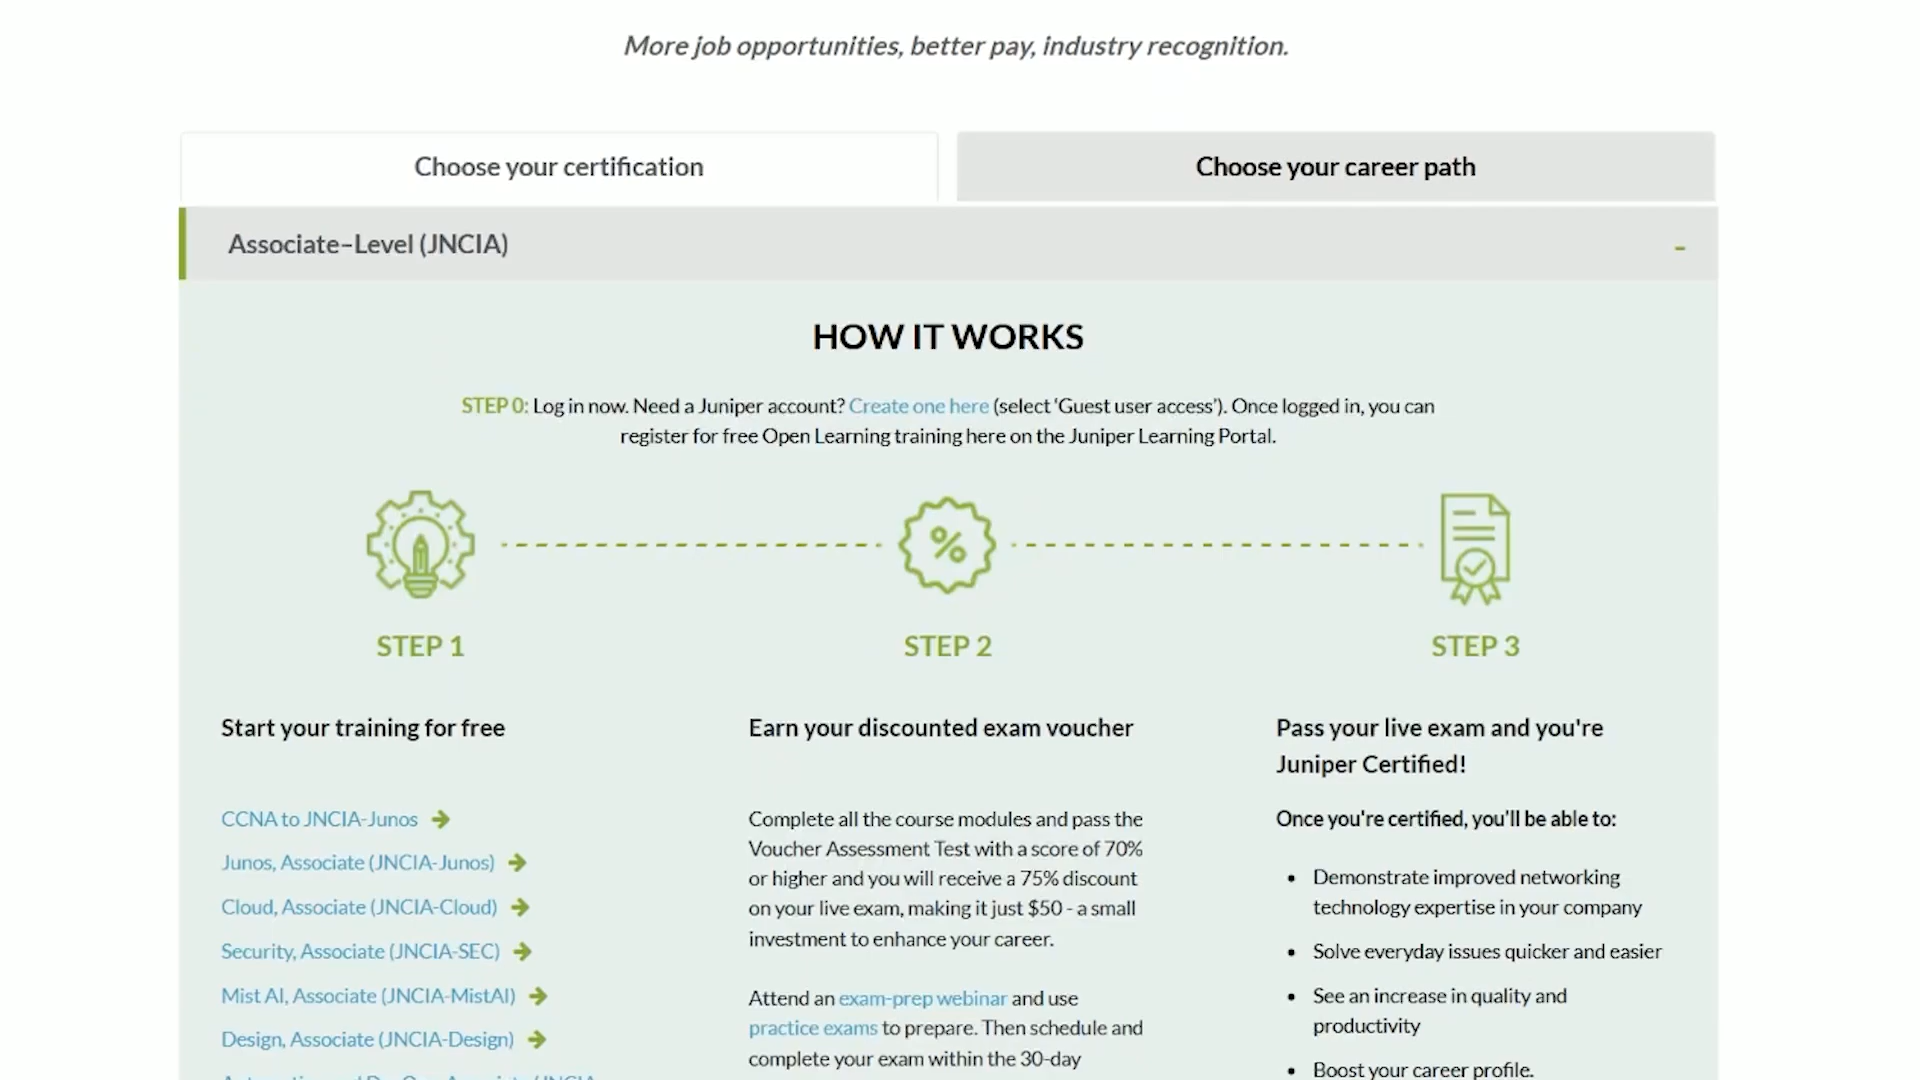 More job opportunities, better pay, industry recognition.
Choose your certification
Choose your career path
Associate–Level (JNCIA)
-
HOW IT WORKS
STEP 0: Log in now. Need a Juniper account? Create one here (select ‘Guest user access’). Once logged in, you can
register for free Open Learning training here on the Juniper Learning Portal.
%
STEP 1
STEP 2
STEP 3
Start your training for free
CCNA to JNCIA-Junos
Junos, Associate (JNCIA-Junos)
Cloud, Associate (JNCIA-Cloud)
Security, Associate (JNCIA-SEC)
Mist AI, Associate (JNCIA-MistAI)
Design, Associate (JNCIA-Design)
Earn your discounted exam voucher
Complete all the course modules and pass the
Voucher Assessment Test with a score of 70%
or higher and you will receive a 75% discount
on your live exam, making it just $50 - a small
investment to enhance your career.
Attend an exam-prep webinar and use
practice exams to prepare. Then schedule and
complete your exam within the 30-day
Pass your live exam and you're
Juniper Certified!
Once you're certified, you'll be able to:
• Demonstrate improved networking
technology expertise in your company
• Solve everyday issues quicker and easier
• See an increase in quality and
productivity
• Boost your career profile.